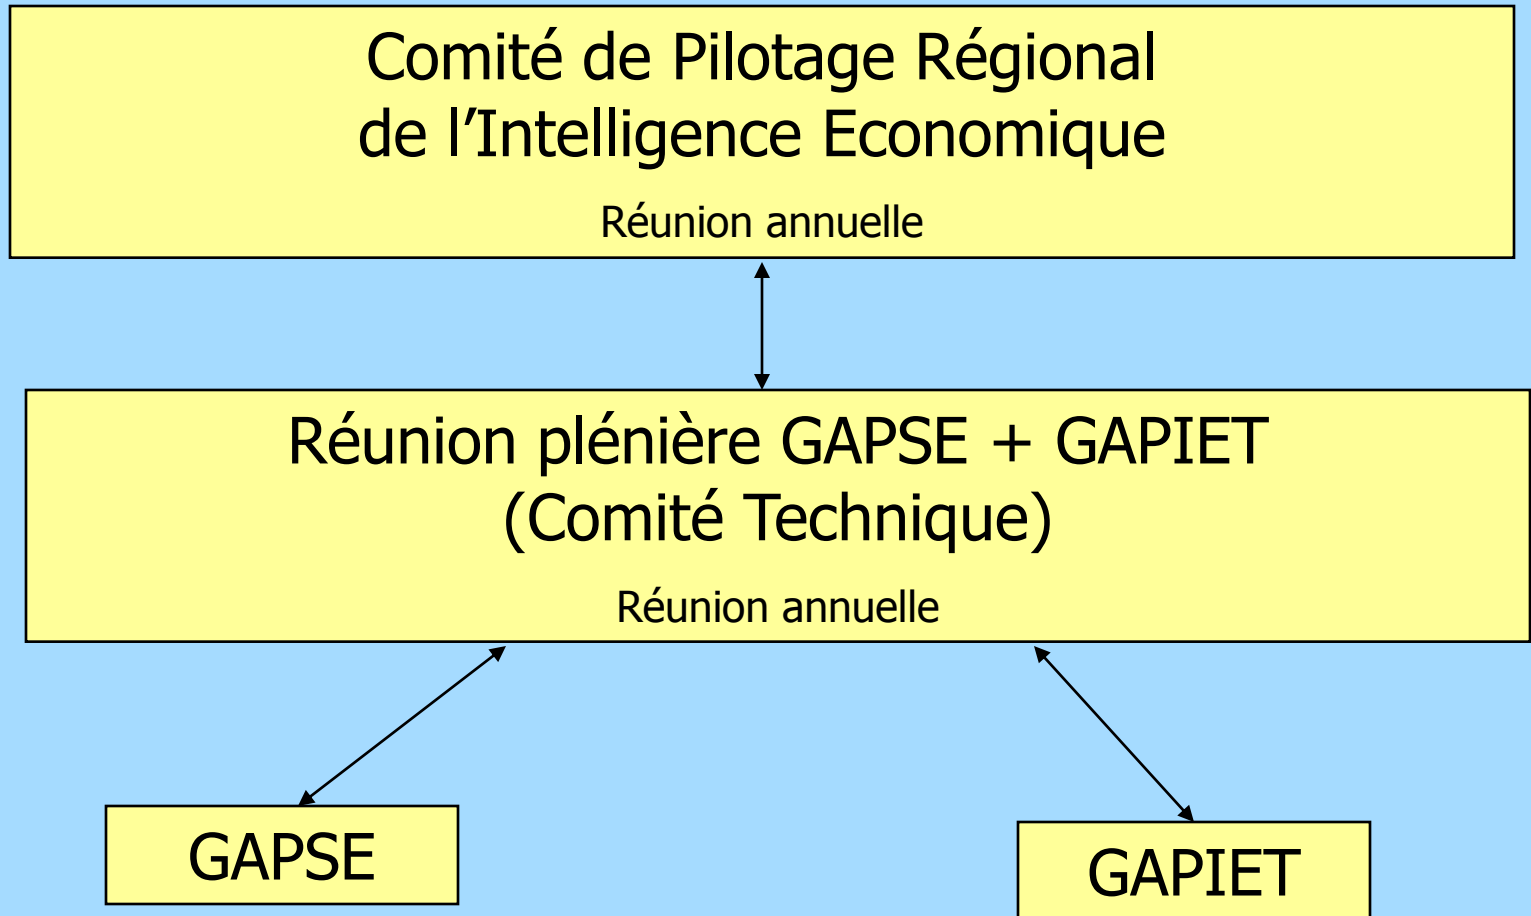 Comité de Pilotage Régional
de l'Intelligence Economique
Réunion annuelle
Réunion plénière GAPSE + GAPIET
(Comité Technique)
Réunion annuelle
GAPSE
GAPIET